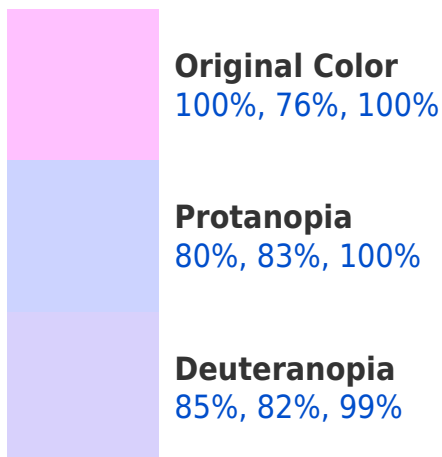 Original Color
100%, 76%, 100%
Protanopia
80%, 83%, 100%
Deuteranopia
85%, 82%, 99%